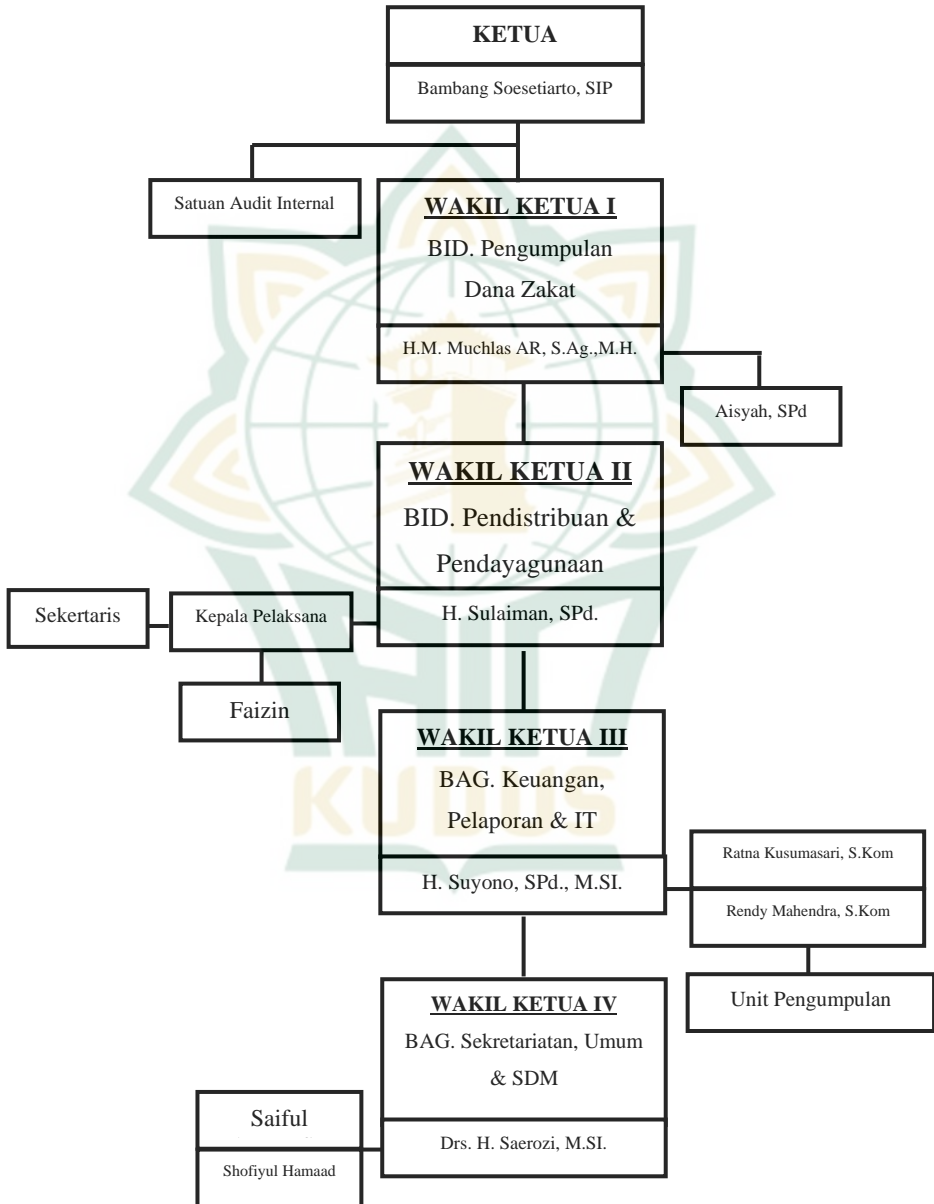 KETUA
Bambang Soesetiarto, SIP
Satuan Audit Internal
WAKIL KETUA I
BID. Pengumpulan
Dana Zakat
H.M. Muchlas AR, S.Ag.,M.H.
Aisyah, SPd
WAKIL KETUA II
BID. Pendistribuan &
Pendayagunaan
H. Sulaiman, SPd.
Sekertaris
Kepala Pelaksana
Faizin
WAKIL KETUA III
BAG. Keuangan,
Pelaporan & IT
H. Suyono, SPd., M.SI.
Ratna Kusumasari, S.Kom
Rendy Mahendra, S.Kom
Unit Pengumpulan
WAKIL KETUA IV
BAG. Sekretariatan, Umum
& SDM
Drs. H. Saerozi, M.SI.
Saiful
Shofiyul Hamaad
KUDUS